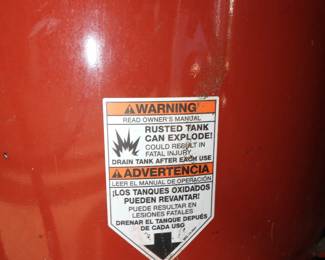 WARNING
READ OWNER'S MANUAL
RUSTED TANK
CAN EXPLODE!
COULD RESULT IN
FATAL INJURY
DRAIN TANK AFTER EACH USE
ADVERTENCIA
LEER EL MANUAL DE OPERACIÓN
¡LOS TANQUES OXIDADOS
PUEDEN REVANTAR!
PUEDE RESULTAR EN
LESIONES FATALES
DRENAR EL TANQUE DEPUÉS
DE CADA USO